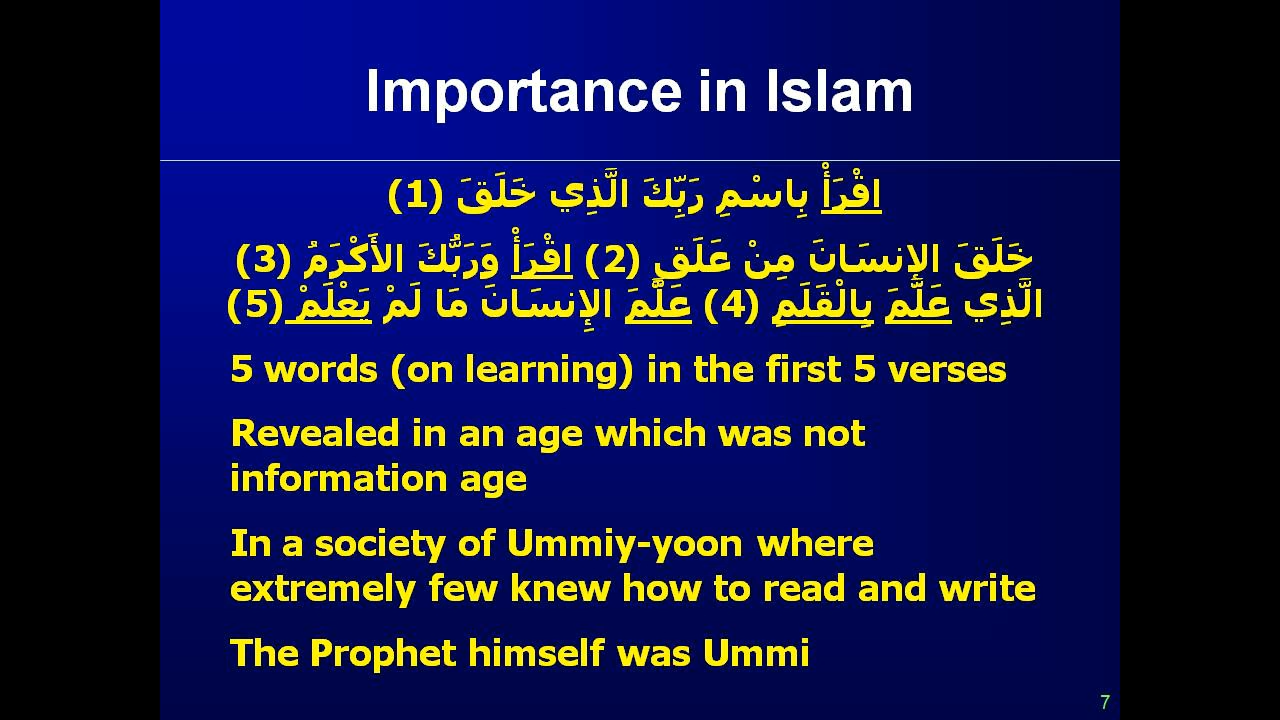 Importance in Islam
اقْرَأْ بِاسْمِ رَبِّكَ الَّذِي خَلَقَ (1)
خَلَقَ الإِنسَانَ مِنْ عَلَقٍ (2) اقْرَأْ وَرَبُّكَ الأَكْرَمُ (3)
الَّذِي عَلَّمَ بِالْقَلَمِ (4) عَلَّمَ الإِنسَانَ مَا لَمْ يَعْلَمْ (5)
5 words (on learning) in the first 5 verses
Revealed in an age which was not
information age
In a society of Ummiy-yoon where
extremely few knew how to read and write
The Prophet himself was Ummi
7